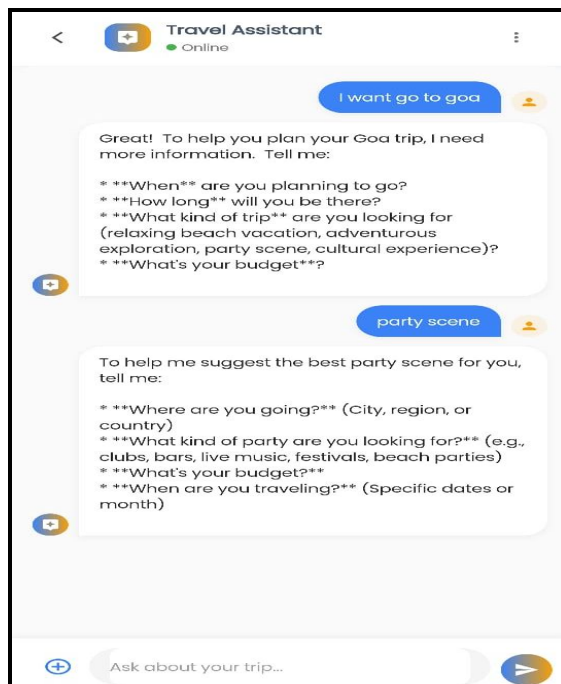 Travel Assistant
Online
I want go to goa
Great!  To help you plan your Goa trip, I need
more information.  Tell me:
* **When** are you planning to go?
* **How long** will you be there?
* **What kind of trip** are you looking for
(relaxing beach vacation, adventurous
exploration, party scene, cultural experience)?
* **What's your budget**?
party scene
To help me suggest the best party scene for you,
tell me:
* **Where are you going?** (City, region, or
country)
* **What kind of party are you looking for?** (e.g.,
clubs, bars, live music, festivals, beach parties)
* **What's your budget?**
* **When are you traveling?** (Specific dates or
month)
Ask about your trip...